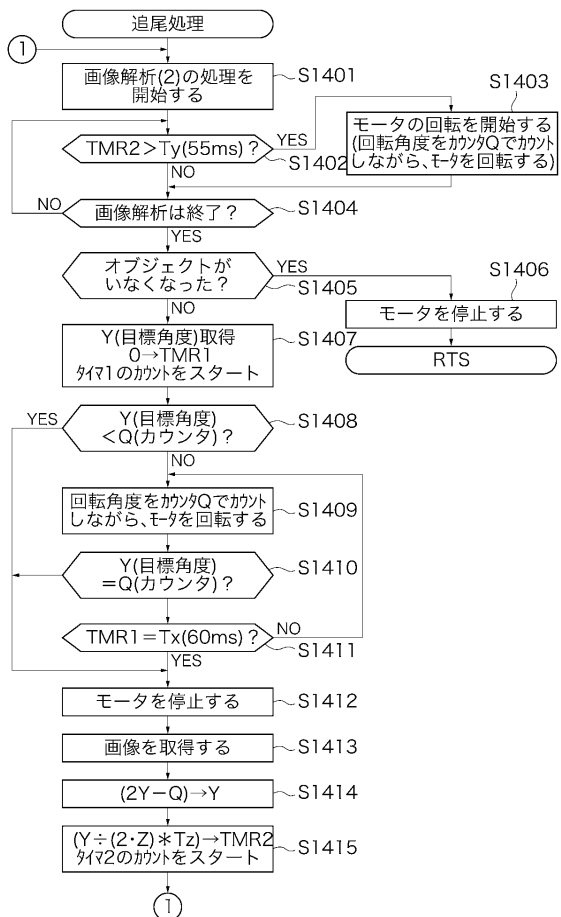 追尾処理
1
画像解析(2)の処理を
開始する
S1401
TMR2>Ty(55ms)?
YES
S1402
NO
S1403
モータの回転を開始する
(回転角度をカウンタQでカウント
しながら、モータを回転する)
NO
画像解析は終了?
S1404
YES
オブジェクトが
いなくなった?
YES
S1405
NO
S1406
モータを停止する
RTS
Y(目標角度)取得
0→TMR1
タイマ1のカウントをスタート
S1407
YES
Y(目標角度)
<Q(カウンタ)?
S1408
NO
回転角度をカウンタQでカウント
しながら、モータを回転する
S1409
Y(目標角度)
=Q(カウンタ)?
S1410
TMR1=Tx(60ms)?
NO
S1411
YES
モータを停止する
S1412
画像を取得する
S1413
(2Y-Q)→Y
S1414
(Y÷(2・Z)*Tz)→TMR2
タイマ2のカウントをスタート
S1415
1